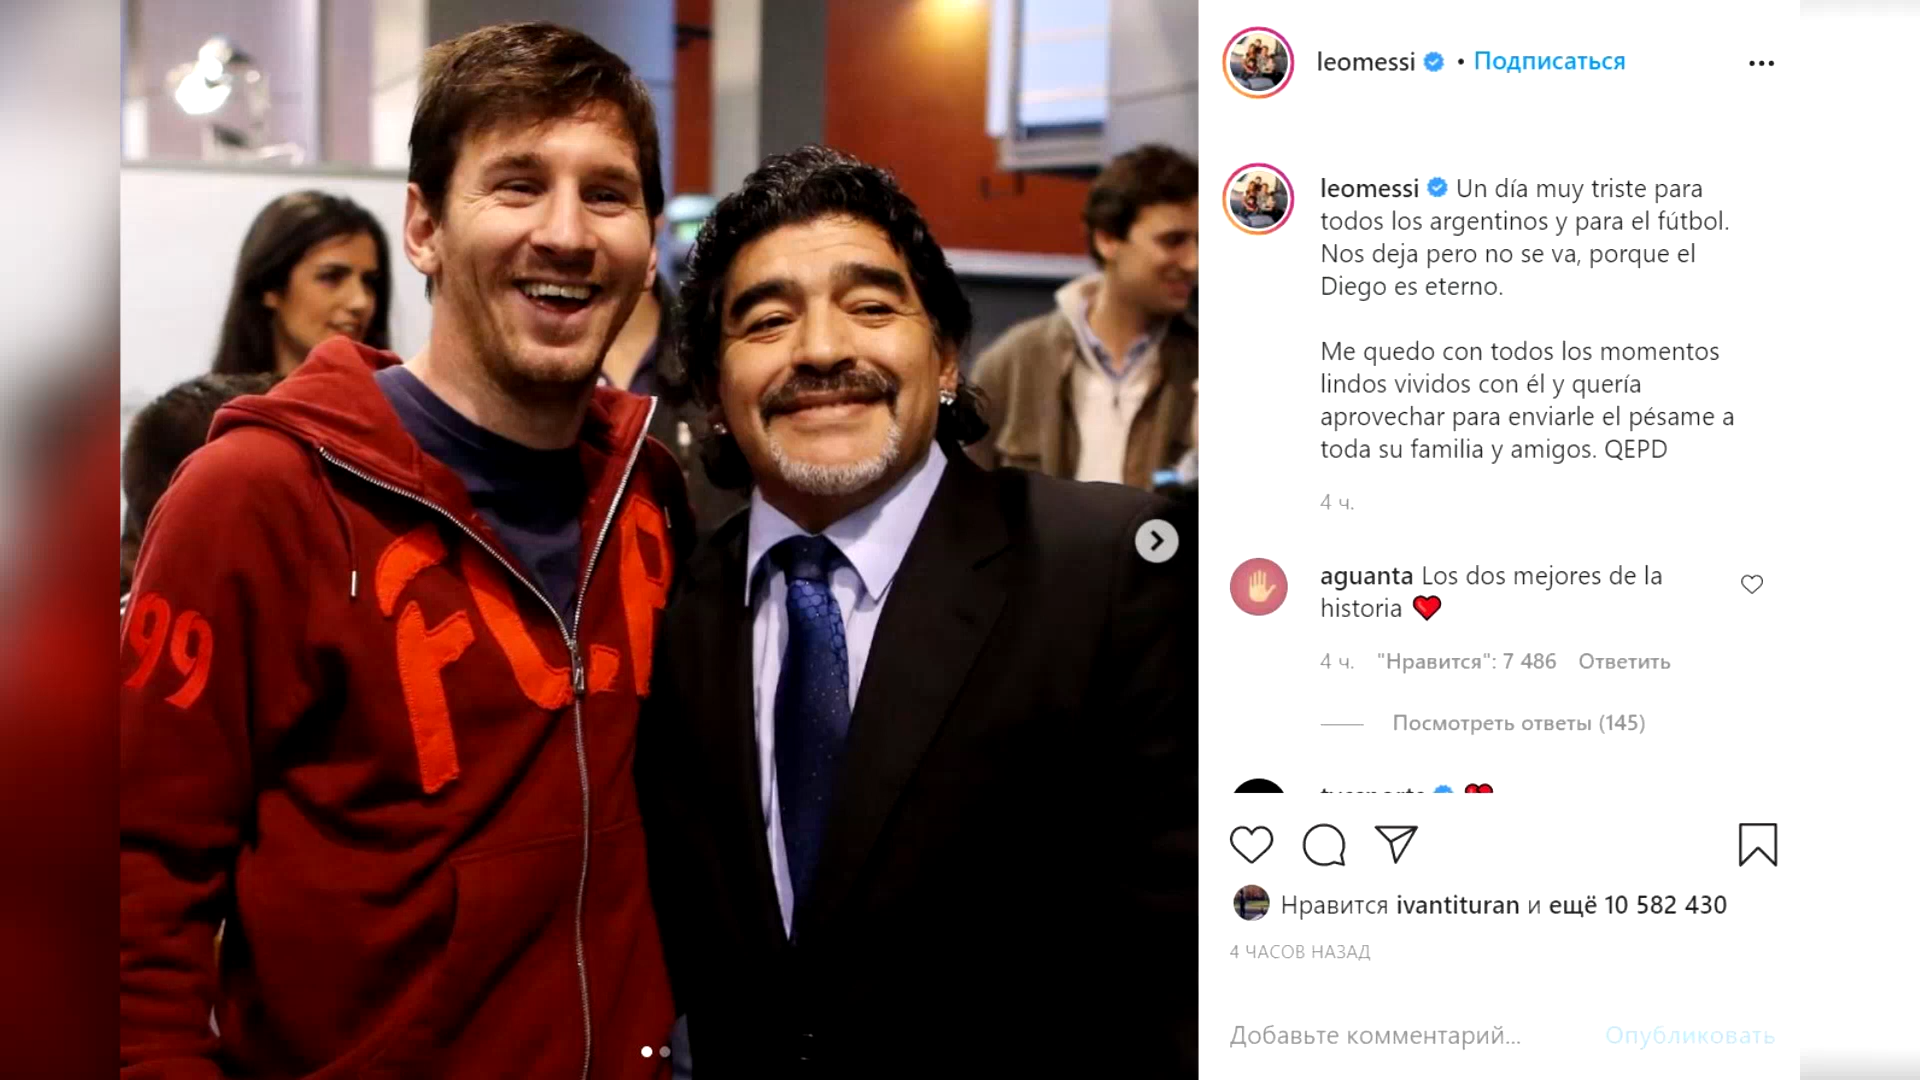 leomessi • Подписаться
leomessi Un día muy triste para
todos los argentinos y para el fútbol.
Nos deja pero no se va, porque el
Diego es eterno.
Me quedo con todos los momentos
lindos vividos con él y quería
aprovechar para enviarle el pésame a
toda su familia y amigos. QEPD
4 ч.
aguanta Los dos mejores de la
historia ❤️
4 ч. "Нравится": 7 486 Ответить
Посмотреть ответы (145)
Нравится ivantituran и ещё 10 582 430
4 ЧАСОВ НАЗАД
Добавьте комментарий... Опубликовать
99